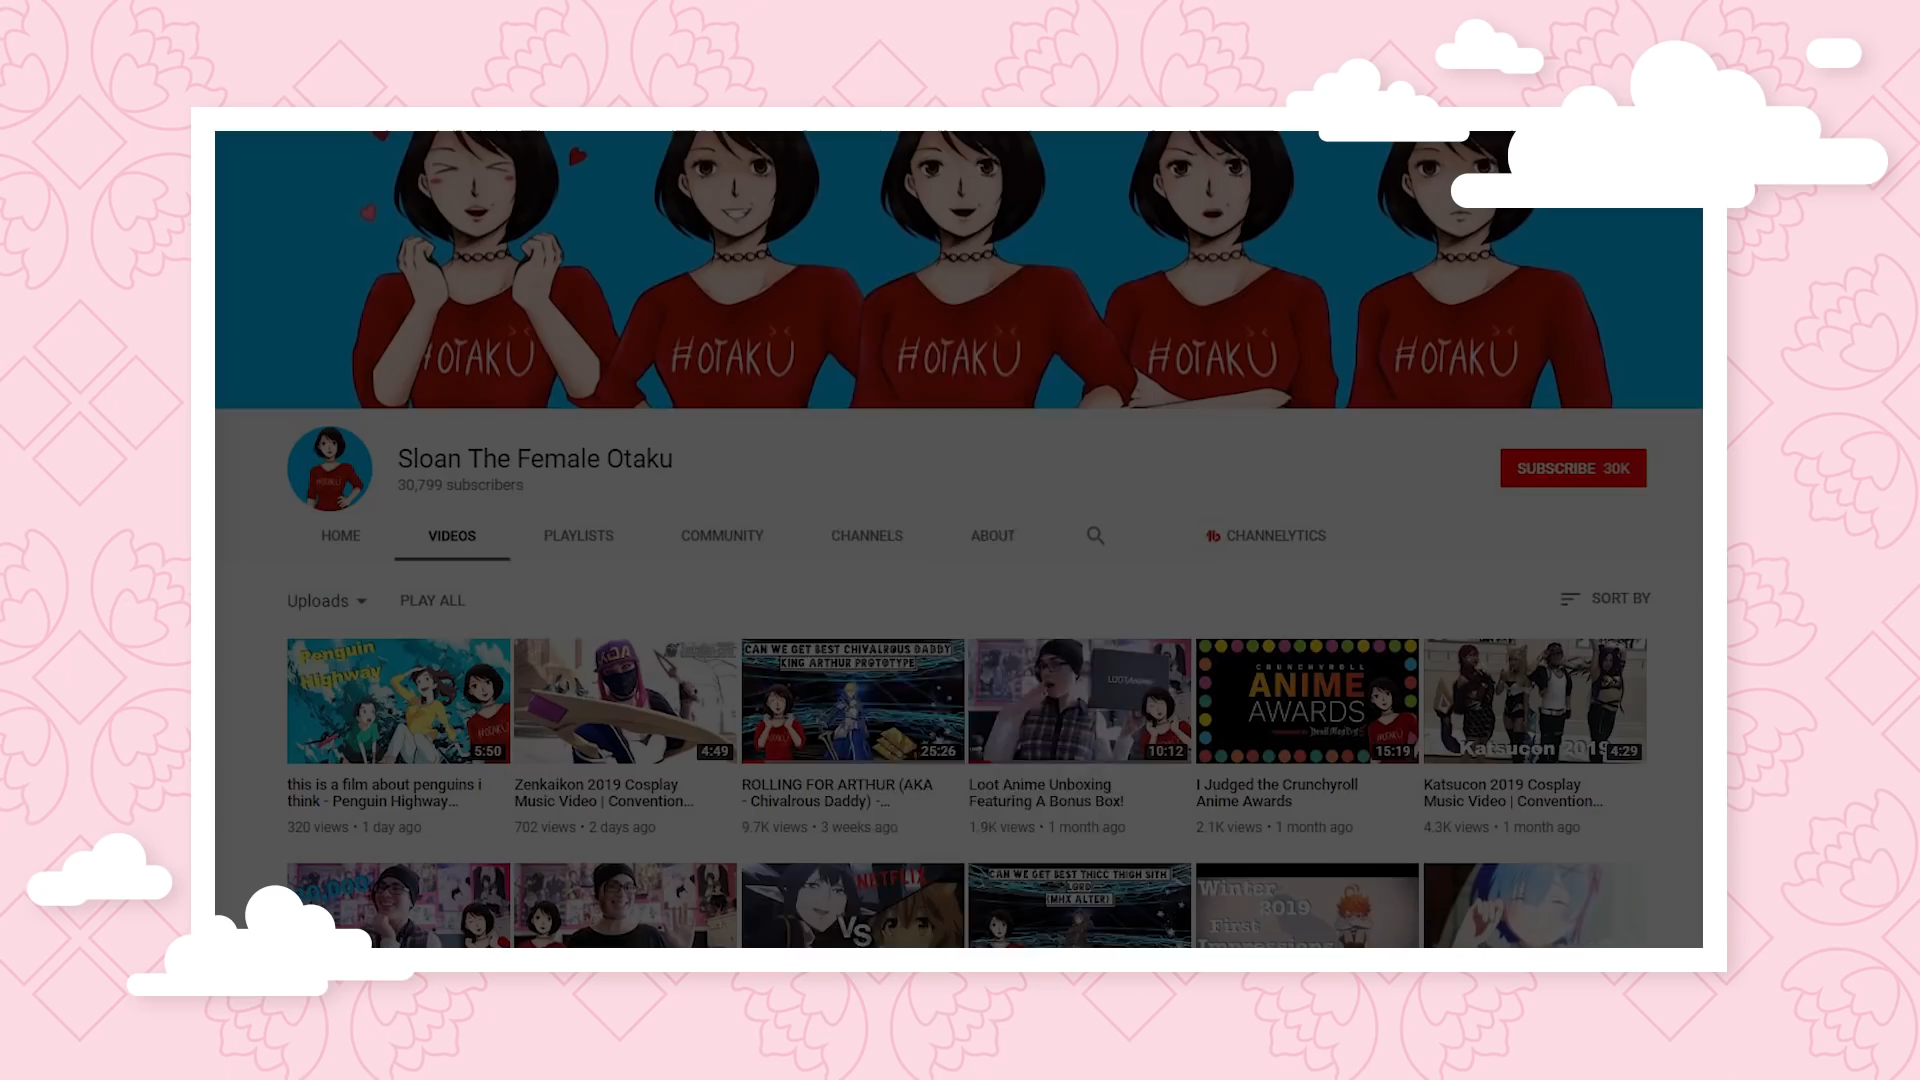 #OTAKU #OTAKU #OTAKU #OTAKU #OTAKU
Sloan The Female Otaku
30,799 subscribers
SUBSCRIBE 30K
HOME VIDEOS PLAYLISTS COMMUNITY CHANNELS ABOUT CHANNELYTICS
Uploads PLAY ALL SORT BY
Penguin
Highway
#OTAKU
5:50
4:49
CAN WE GET BEST CHIVALROUS DADDY
KING ARTHUR PROTOTYPE
25:26
10:12
CRUNCHYROLL
ANIME
AWARDS
15:19
Katsucon 2019
4:29
this is a film about penguins i
think - Penguin Highway...
320 views • 1 day ago
Zenkaikon 2019 Cosplay
Music Video | Convention...
702 views • 2 days ago
ROLLING FOR ARTHUR (AKA
- Chivalrous Daddy) -...
9.7K views • 3 weeks ago
Loot Anime Unboxing
Featuring A Bonus Box!
1.9K views • 1 month ago
I Judged the Crunchyroll
Anime Awards
2.1K views • 1 month ago
Katsucon 2019 Cosplay
Music Video | Convention...
4.3K views • 1 month ago
NETFLIX
VS
CAN WE GET BEST THICC THIGH SITH
LORD
(MHX ALTER)
Winter
2019
First
Impressions